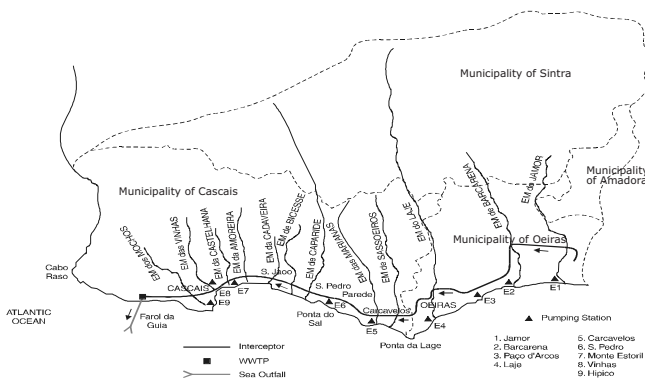 Municipality of Sintra
Municipality
of Amadora
Municipality of Cascais
Municipality of Oeiras
EM dos MOCHOS
EM das VINHAS
EM da CASTELHANA
EM da AMOREIRA
EM da CADAVEIRA
EM de BICESSE
EM de CAPARIDE
EM das MARIANAS
EM de SASSOEIROS
EM do LAJE
EM de BARCARENA
EM de JAMOR
Cabo
Raso
ATLANTIC
OCEAN
Farol da
Guia
CASCAIS
E8
E9
E7
S. Jaoo
S. Pedro
E6
Parede
Ponta do
Sal
Carcavelos
E5
Ponta da Lage
OEIRAS
E4
E3
E2
E1
Interceptor
WWTP
Sea Outfall
Pumping Station
1. Jamor
2. Barcarena
3. Paço d'Arcos
4. Laje
5. Carcavelos
6. S. Pedro
7. Monte Estoril
8. Vinhas
9. Hipico